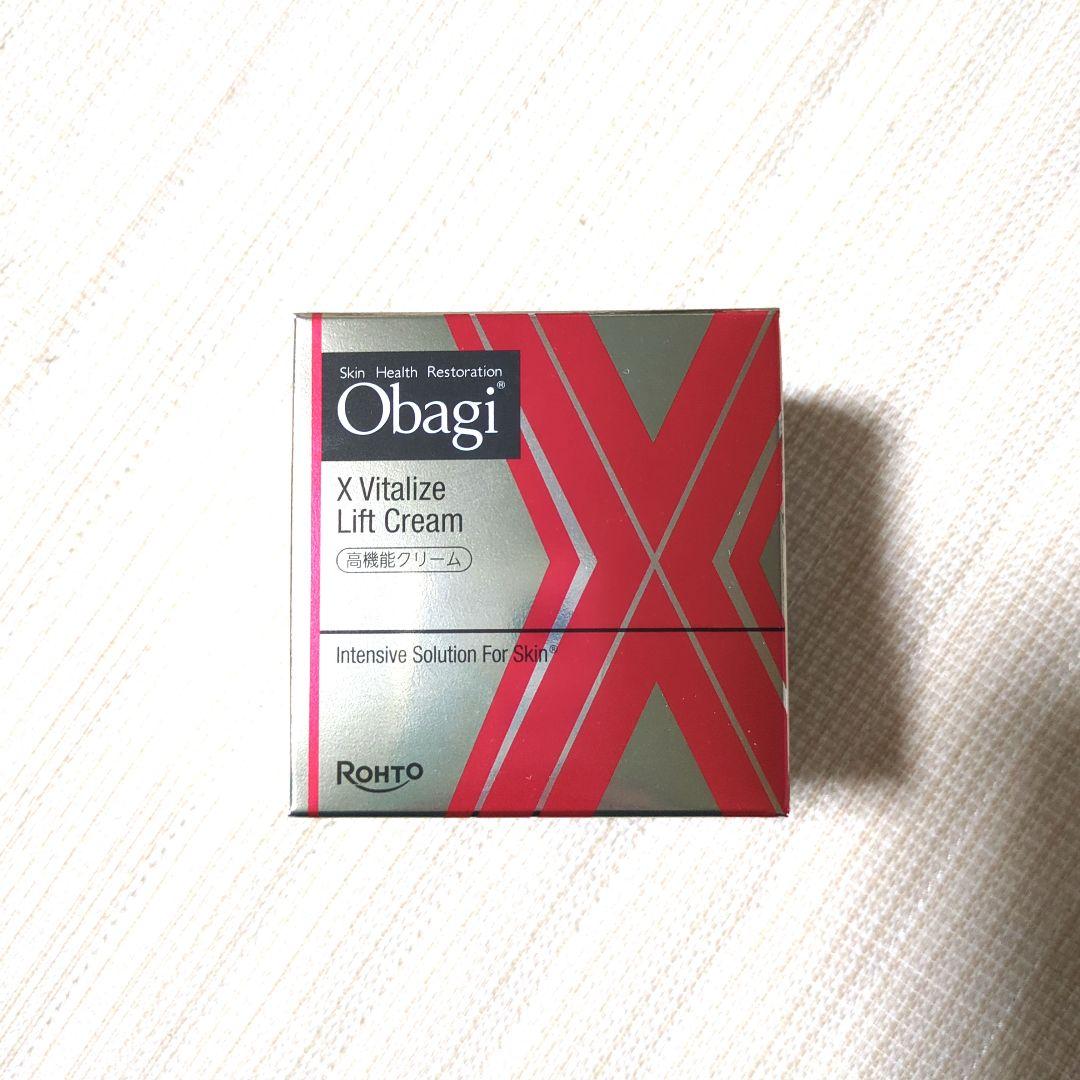 Skin Health Restoration
Obagi®
X Vitalize
Lift Cream
高機能クリーム
Intensive Solution For Skin®
ROHTO